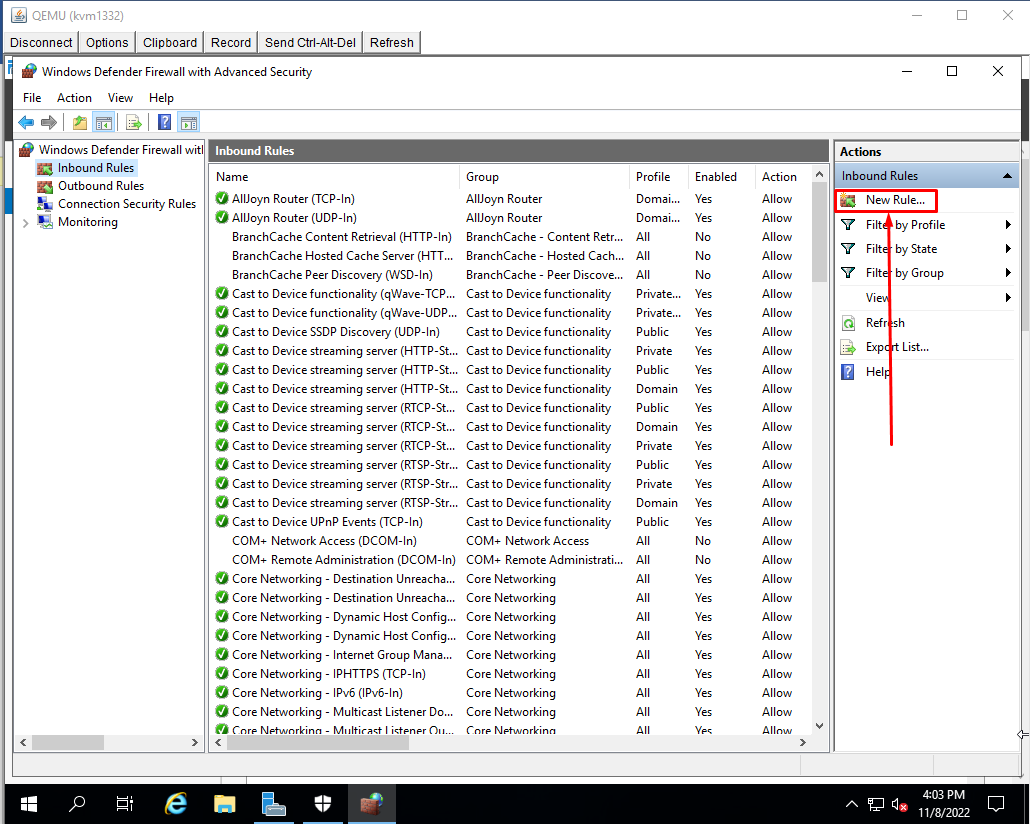 QEMU (kvm1332)
Disconnect Options Clipboard Record Send Ctrl-Alt-Del Refresh
Windows Defender Firewall with Advanced Security
File Action View Help
Windows Defender Firewall witl
Inbound Rules
Outbound Rules
Connection Security Rules
Monitoring
Inbound Rules
Name Group Profile Enabled Action
AllJoyn Router (TCP-In) AllJoyn Router Domai... Yes Allow
AllJoyn Router (UDP-In) AllJoyn Router Domai... Yes Allow
BranchCache Content Retrieval (HTTP-In) BranchCache - Content Retr... All No Allow
BranchCache Hosted Cache Server (HTT... BranchCache - Hosted Cach... All No Allow
BranchCache Peer Discovery (WSD-In) BranchCache - Peer Discove... All No Allow
Cast to Device functionality (qWave-TCP... Cast to Device functionality Private... Yes Allow
Cast to Device functionality (qWave-UDP... Cast to Device functionality Private... Yes Allow
Cast to Device SSDP Discovery (UDP-In) Cast to Device functionality Public Yes Allow
Cast to Device streaming server (HTTP-St... Cast to Device functionality Private Yes Allow
Cast to Device streaming server (HTTP-St... Cast to Device functionality Public Yes Allow
Cast to Device streaming server (HTTP-St... Cast to Device functionality Domain Yes Allow
Cast to Device streaming server (RTCP-St... Cast to Device functionality Public Yes Allow
Cast to Device streaming server (RTCP-St... Cast to Device functionality Domain Yes Allow
Cast to Device streaming server (RTCP-St... Cast to Device functionality Private Yes Allow
Cast to Device streaming server (RTSP-Str... Cast to Device functionality Public Yes Allow
Cast to Device streaming server (RTSP-Str... Cast to Device functionality Private Yes Allow
Cast to Device streaming server (RTSP-Str... Cast to Device functionality Domain Yes Allow
Cast to Device UPnP Events (TCP-In) Cast to Device functionality Public Yes Allow
COM+ Network Access (DCOM-In) COM+ Network Access All No Allow
COM+ Remote Administration (DCOM-In) COM+ Remote Administrati... All No Allow
Core Networking - Destination Unreacha... Core Networking All Yes Allow
Core Networking - Destination Unreacha... Core Networking All Yes Allow
Core Networking - Dynamic Host Config... Core Networking All Yes Allow
Core Networking - Dynamic Host Config... Core Networking All Yes Allow
Core Networking - Internet Group Mana... Core Networking All Yes Allow
Core Networking - IPHTTPS (TCP-In) Core Networking All Yes Allow
Core Networking - IPv6 (IPv6-In) Core Networking All Yes Allow
Core Networking - Multicast Listener Do... Core Networking All Yes Allow
Core Networking - Multicast Listener Qu... Core Networking All Yes Allow
Actions
Inbound Rules
New Rule...
Filter by Profile
Filter by State
Filter by Group
View
Refresh
Export List...
Help
4:03 PM
11/8/2022